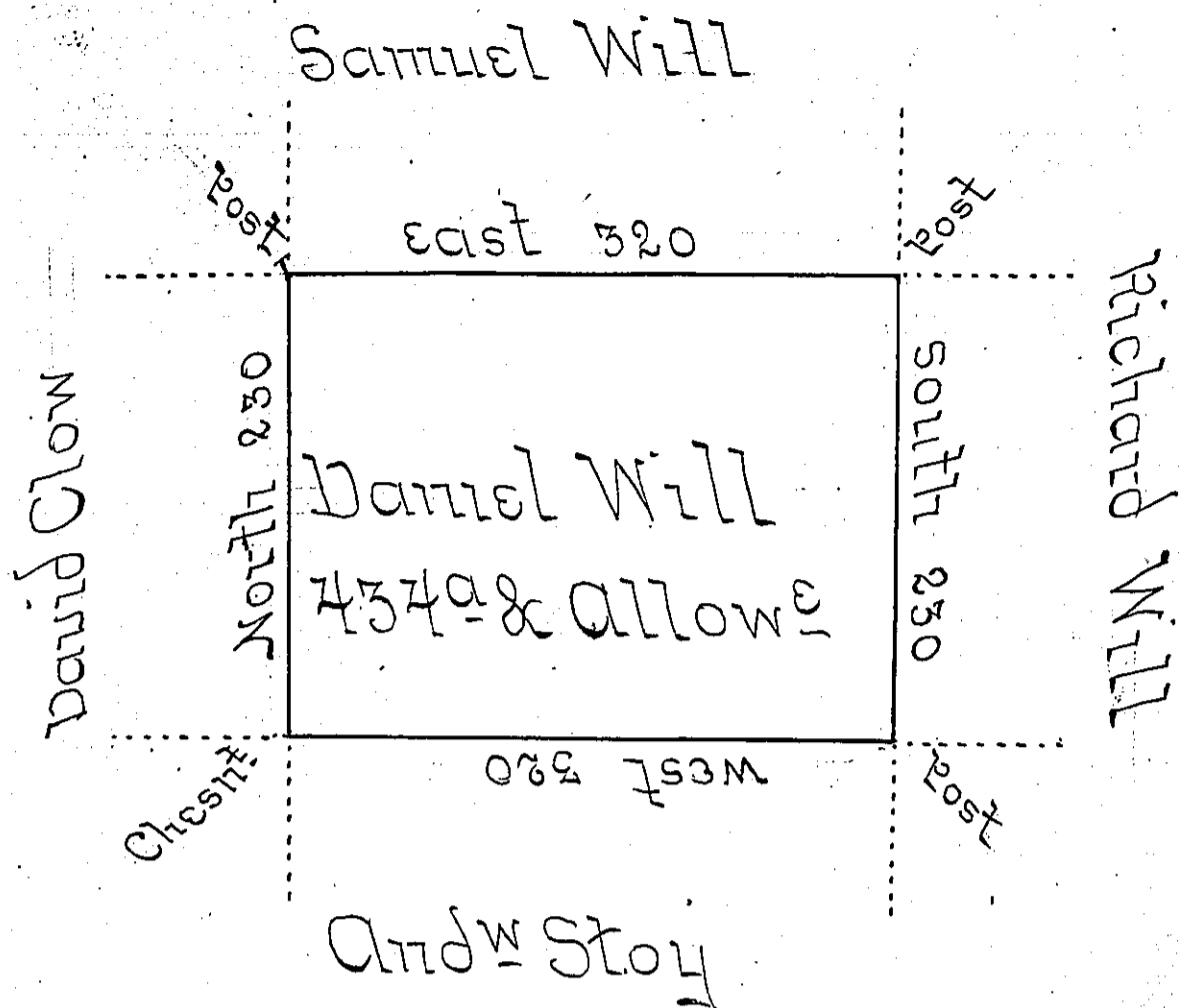 Samuel Will
Post
east 320
Post
David Clow
North 230
Daniel Will
434a & Allowe
South 230
Richard Will
Chesnt
west 320
Post
Andw Stoy